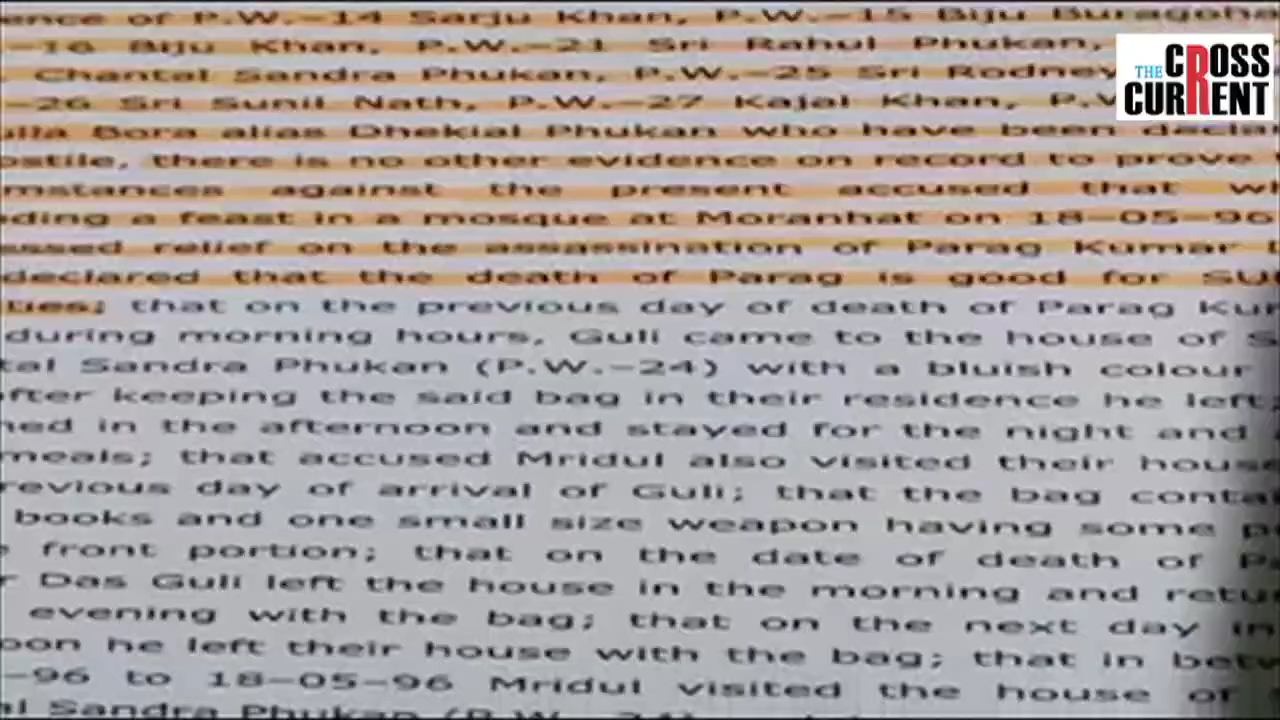 ence of P.W.–14 Sarju Khan, P.W.–15 Biju Buragoha
–16 Biju Khan, P.W.–21 Sri Rahul Phukan,
Chantal Sandra Phukan, P.W.–25 Sri Rodney
–26 Sri Sunil Nath, P.W.–27 Kajal Khan, P.
THE CROSS CURRENT
Bora alias Dhekial Phukan who have been declar
ostile, there is no other evidence on record to prove
mstances against the present accused that wh
ding a feast in a mosque at Moranhat on 18–05–96
essed relief on the assassination of Parag Kumar
declared that the death of Parag is good for SU
that on the previous day of death of Parag Kum
during morning hours, Guli came to the house of S
tal Sandra Phukan (P.W.–24) with a bluish colour
after keeping the said bag in their residence he left;
ned in the afternoon and stayed for the night and
meals; that accused Mridul also visited their house
revious day of arrival of Guli; that the bag conta
books and one small size weapon having some p
front portion; that on the date of death of Pa
r Das Guli left the house in the morning and retur
evening with the bag; that on the next day in
oon he left their house with the bag; that in betw
–96 to 18–05–96 Mridul visited the house of
al Sandra Phukan (P.W.–24)